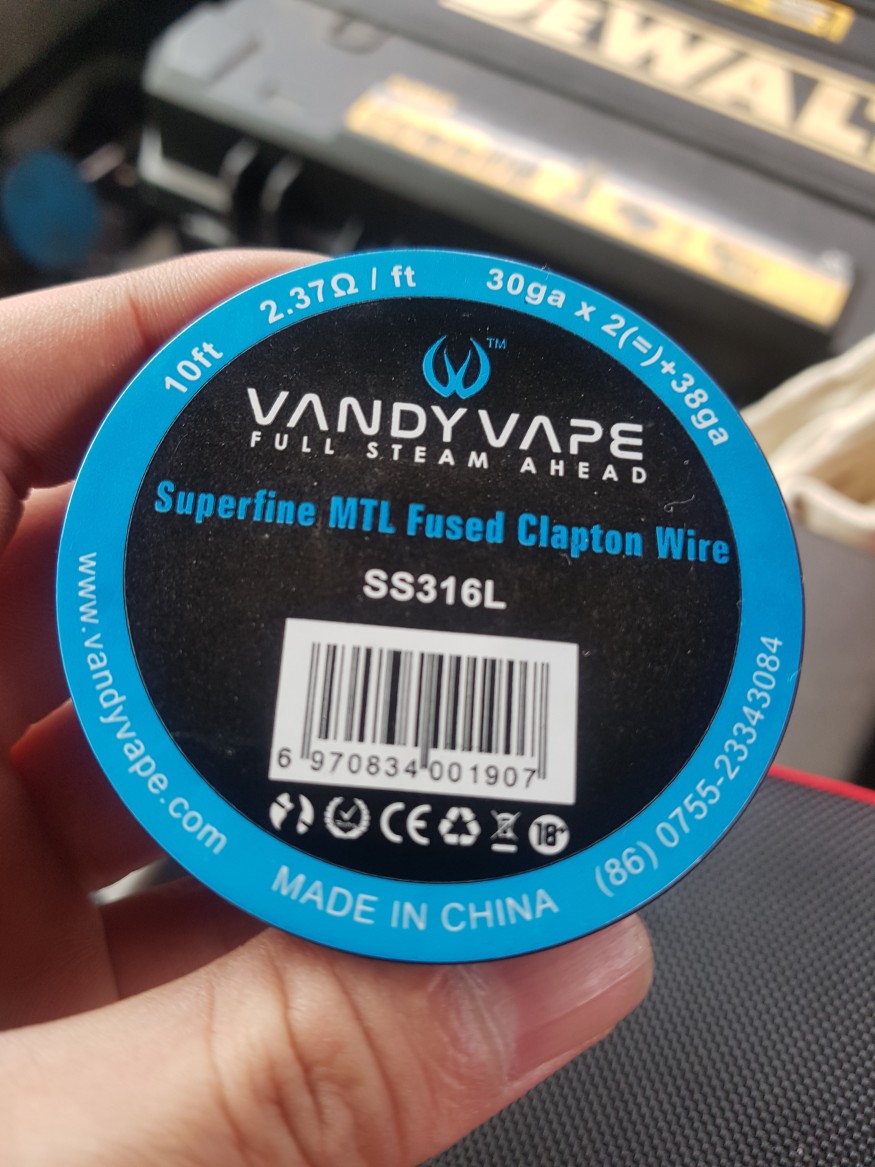 DEWALT
10ft
2.37Ω / ft
30ga x 2(=)+38ga
TM
VANDY VAPE
FULL STEAM AHEAD
Superfine MTL Fused Clapton Wire
SS316L
6 970834 001907
CE
18+
www.vandyvape.com
MADE IN CHINA
(86) 0755-23343084